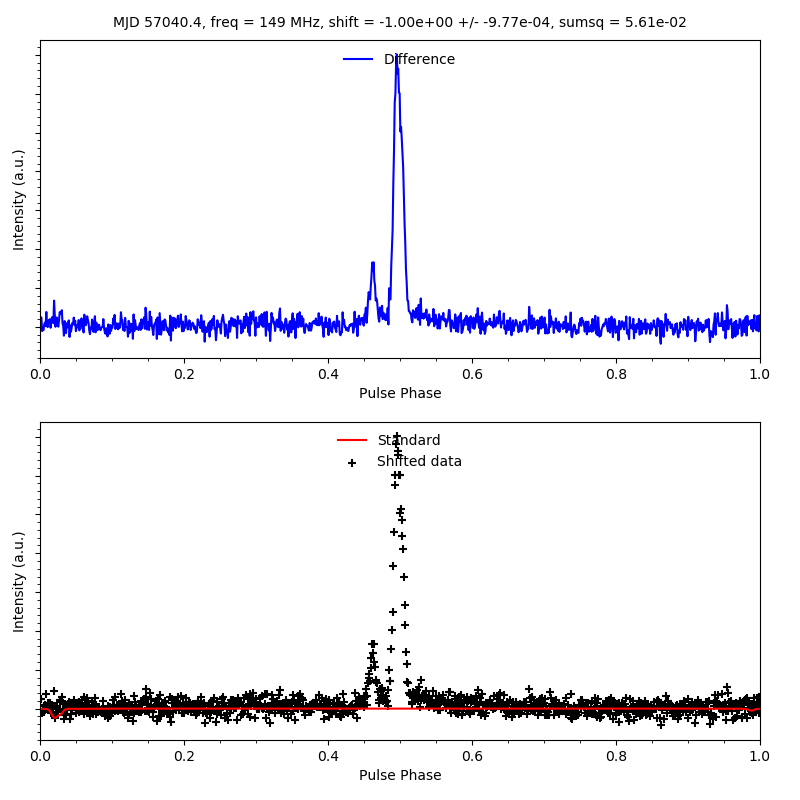 MJD 57040.4, freq = 149 MHz, shift = -1.00e+00 +/- -9.77e-04, sumsq = 5.61e-02
Difference
Intensity (a.u.)
0.0 0.2 0.4 0.6 0.8 1.0
Pulse Phase
Standard
Shifted data
Intensity (a.u.)
0.0 0.2 0.4 0.6 0.8 1.0
Pulse Phase